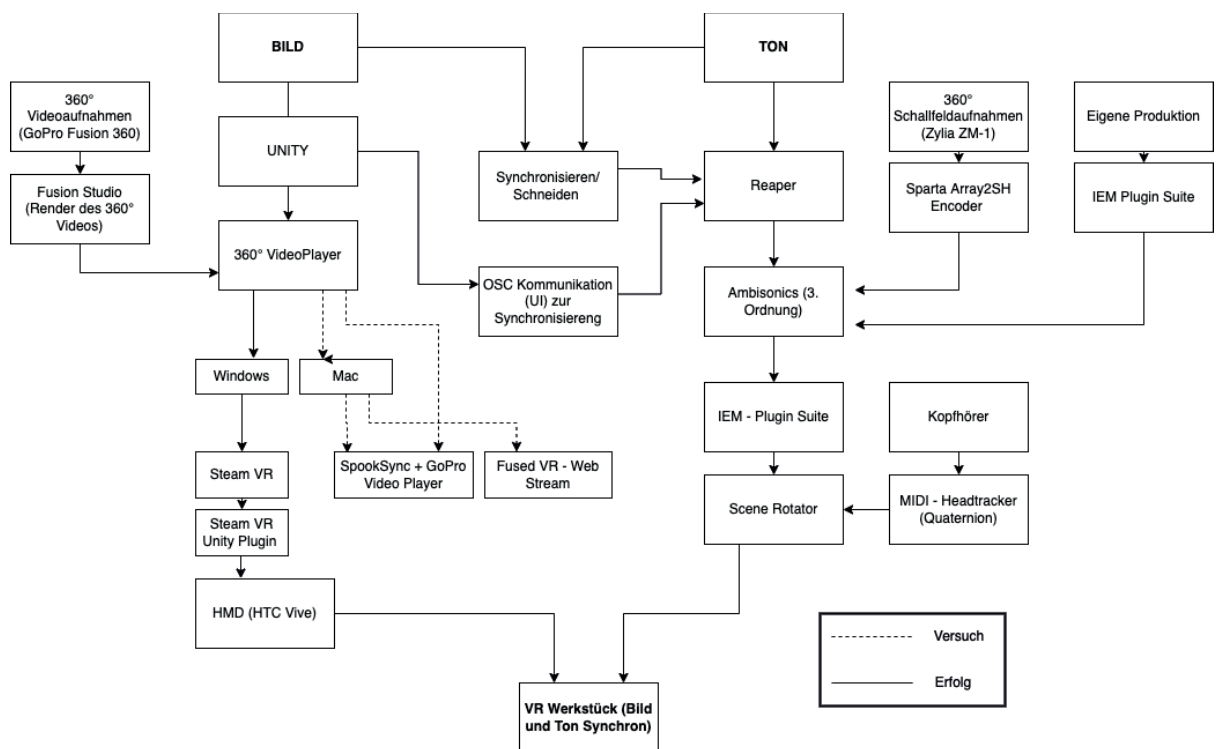 BILD
TON
360°
Videoaufnahmen
(GoPro Fusion 360)
360°
Schallfeldaufnahmen
(Zylia ZM-1)
Eigene Produktion
UNITY
Synchronisieren/
Schneiden
Reaper
Fusion Studio
(Render des 360°
Videos)
Sparta Array2SH
Encoder
IEM Plugin Suite
360° VideoPlayer
OSC Kommunikation
(UI) zur
Synchronisiereng
Ambisonics (3.
Ordnung)
Windows
Mac
IEM - Plugin Suite
Kopfhörer
Steam VR
SpookSync + GoPro
Video Player
Fused VR - Web
Stream
Scene Rotator
MIDI - Headtracker
(Quaternion)
Steam VR
Unity Plugin
HMD (HTC Vive)
Versuch
Erfolg
VR Werkstück (Bild
und Ton Synchron)